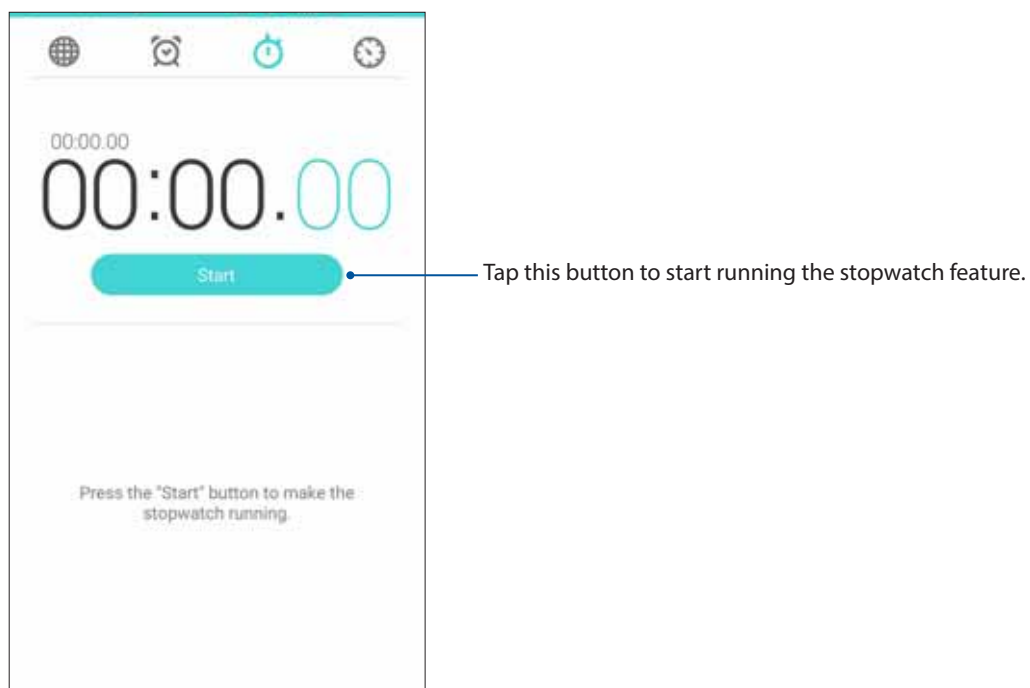 00:00.00
00:00.00
Start
Tap this button to start running the stopwatch feature.
Press the "Start" button to make the
stopwatch running.